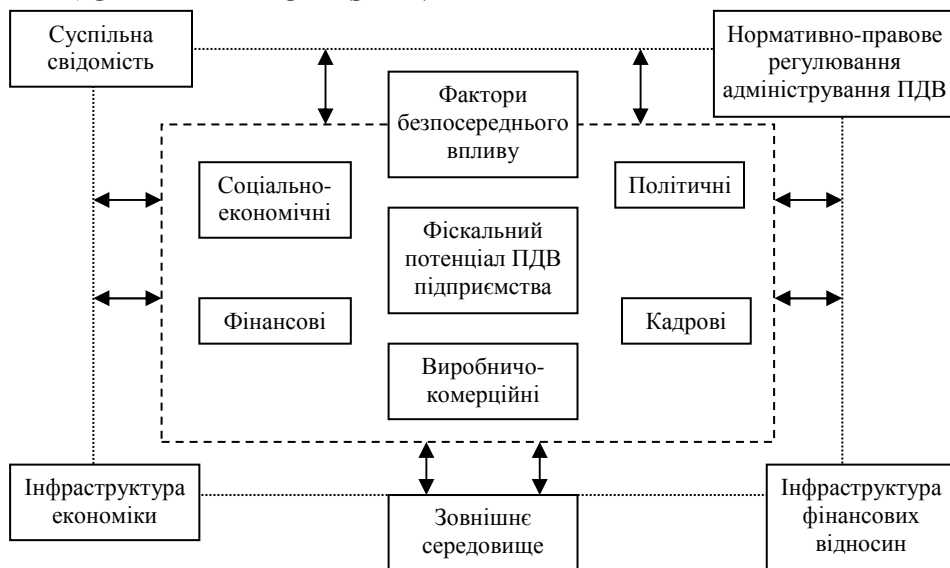 Суспільна
свідомість
Нормативно-правове
регулювання
адміністрування ПДВ
Фактори
безпосереднього
впливу
Соціально-
економічні
Політичні
Фіскальний
потенціал ПДВ
підприємства
Фінансові
Кадрові
Виробничо-
комерційні
Інфраструктура
економіки
Зовнішнє
середовище
Інфраструктура
фінансових
відносин